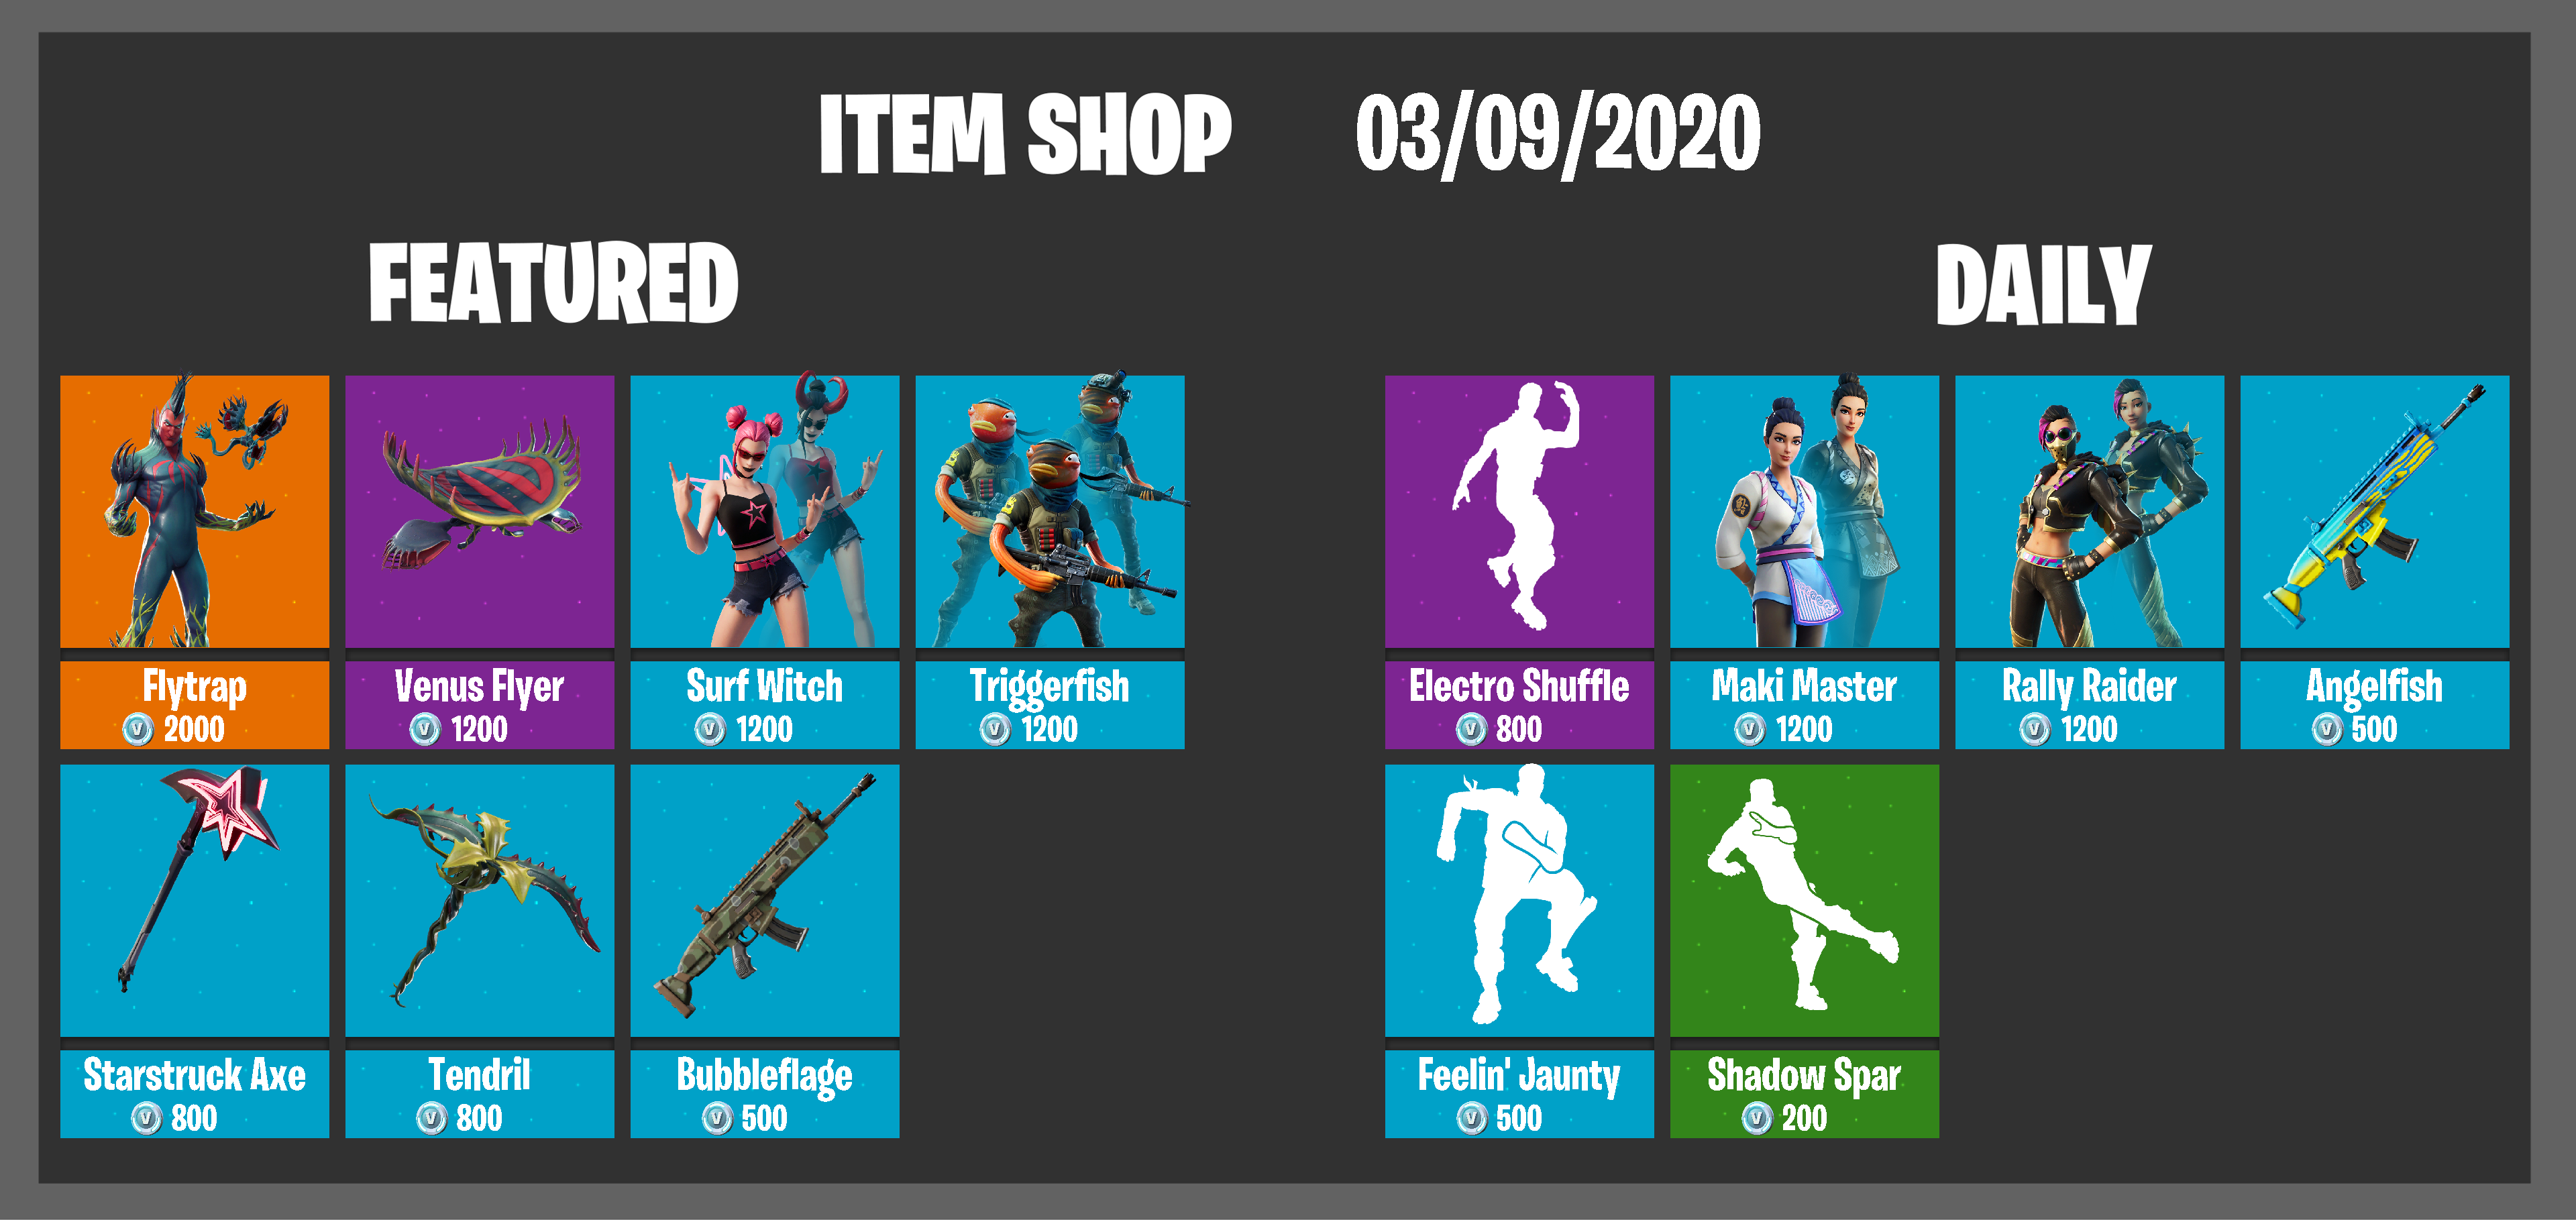 ITEM SHOP 03/09/2020
FEATURED
Flytrap
2000
Venus Flyer
1200
Surf Witch
1200
Triggerfish
1200
Starstruck Axe
800
Tendril
800
Bubbleflage
500
DAILY
Electro Shuffle
800
Maki Master
1200
Rally Raider
1200
Angelfish
500
Feelin' Jaunty
500
Shadow Spar
200